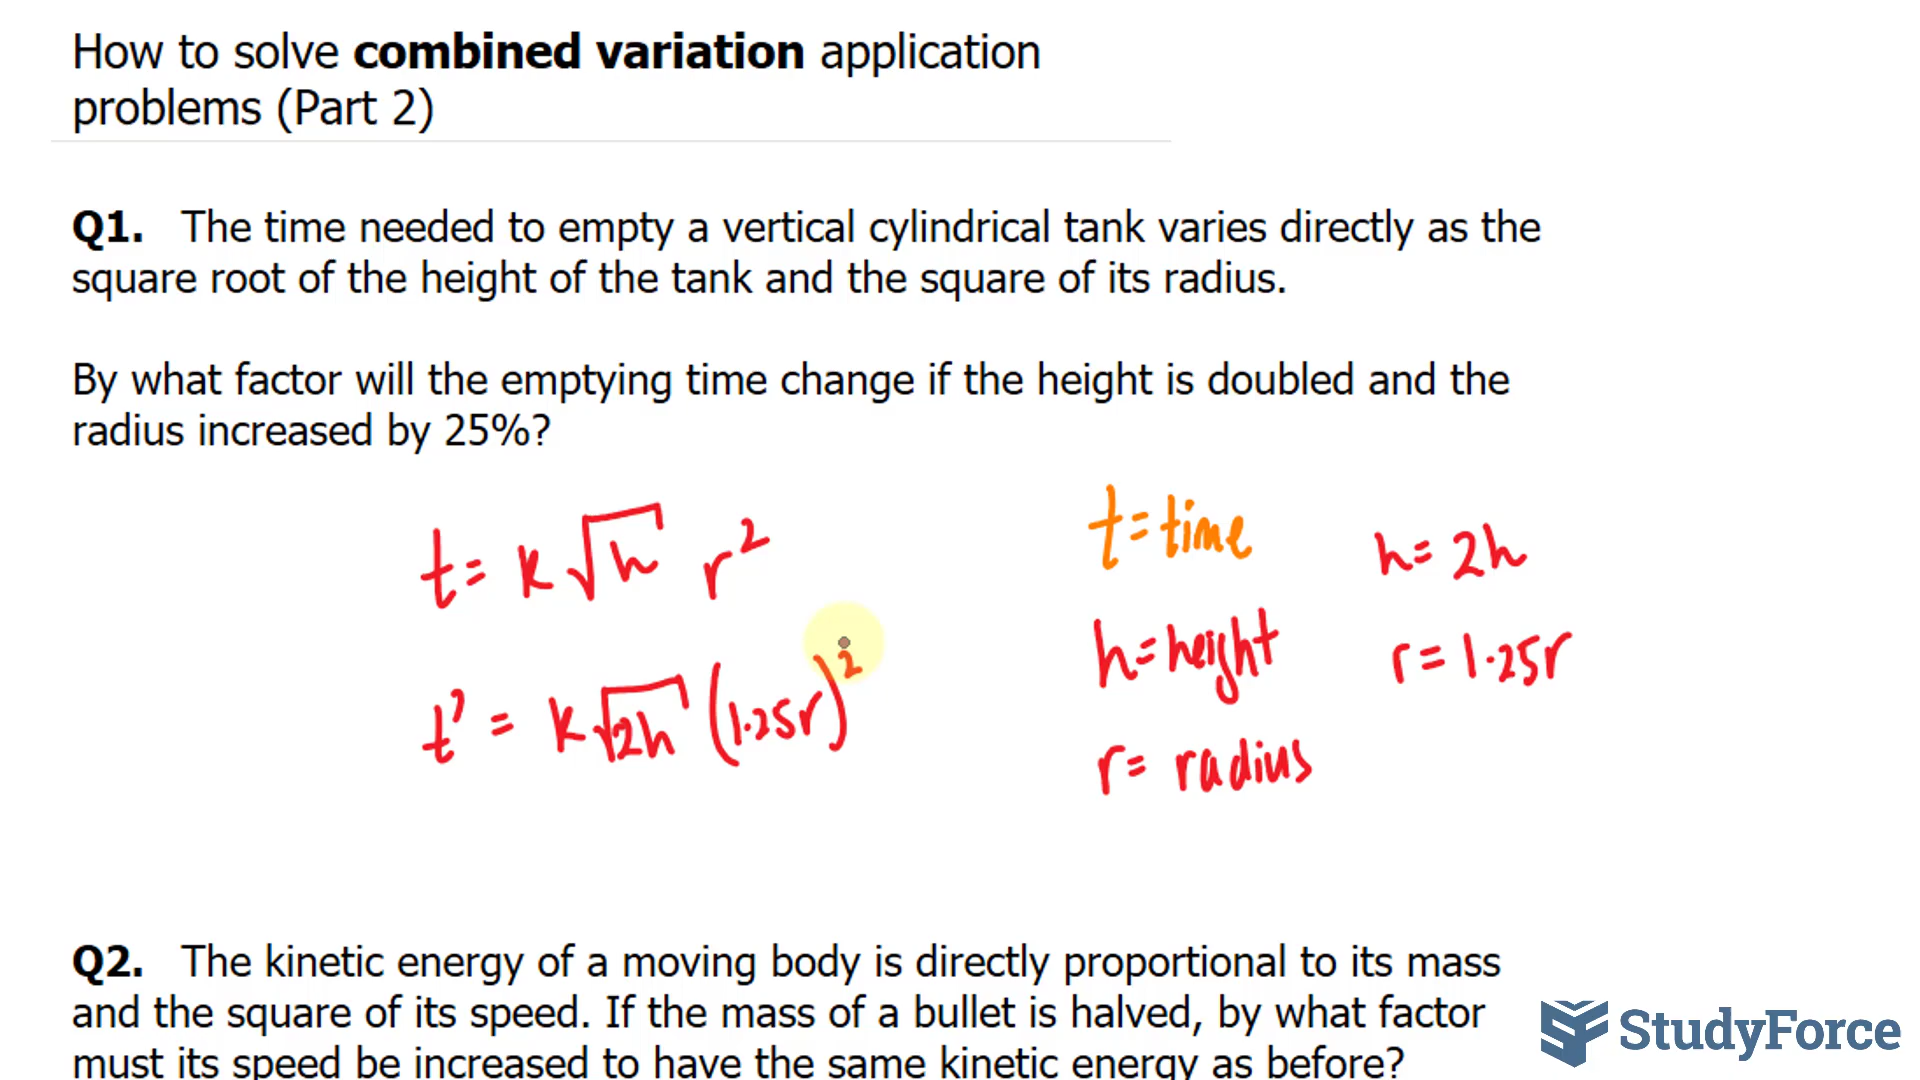 How to solve combined variation application
problems (Part 2)
Q1. The time needed to empty a vertical cylindrical tank varies directly as the
square root of the height of the tank and the square of its radius.
By what factor will the emptying time change if the height is doubled and the
radius increased by 25%?
t = k√h r²
t' = k√2h (1.25r)²
t = time
h = height
r = radius
h = 2h
r = 1.25r
Q2. The kinetic energy of a moving body is directly proportional to its mass
and the square of its speed. If the mass of a bullet is halved, by what factor
must its speed be increased to have the same kinetic energy as before?
StudyForce